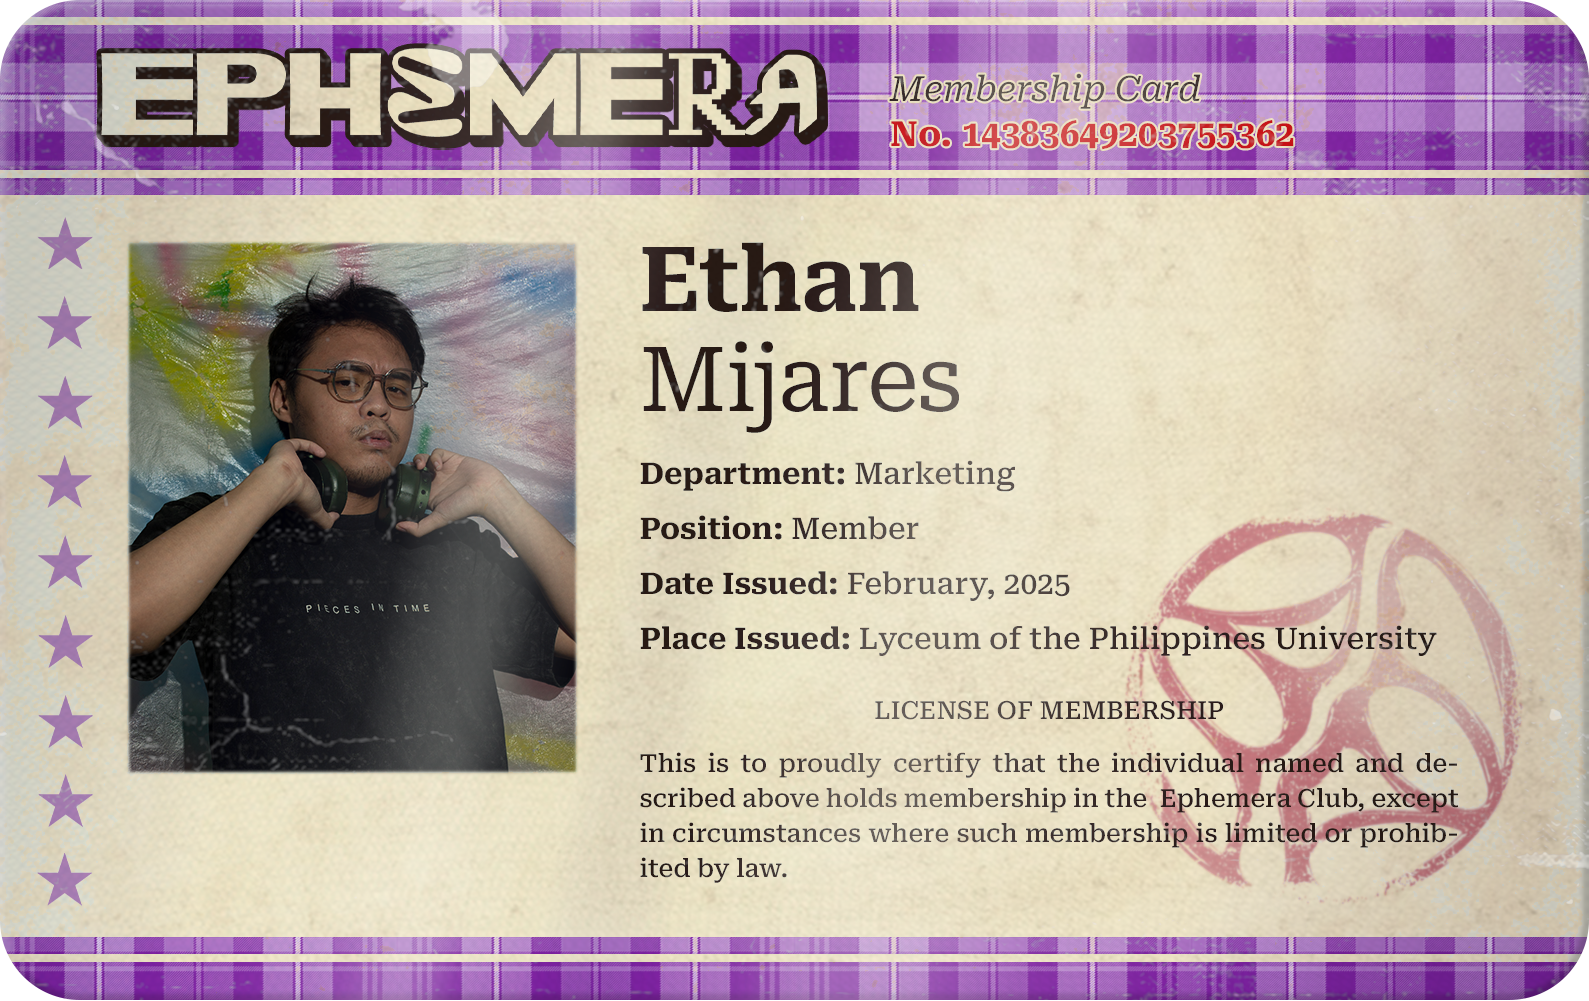 EPHEMERA
Membership Card
No. 14383649203755362
Ethan
Mijares
Department: Marketing
Position: Member
Date Issued: February, 2025
Place Issued: Lyceum of the Philippines University
PIECES IN TIME
LICENSE OF MEMBERSHIP
This is to proudly certify that the individual named and de-
scribed above holds membership in the Ephemera Club, except
in circumstances where such membership is limited or prohib-
ited by law.